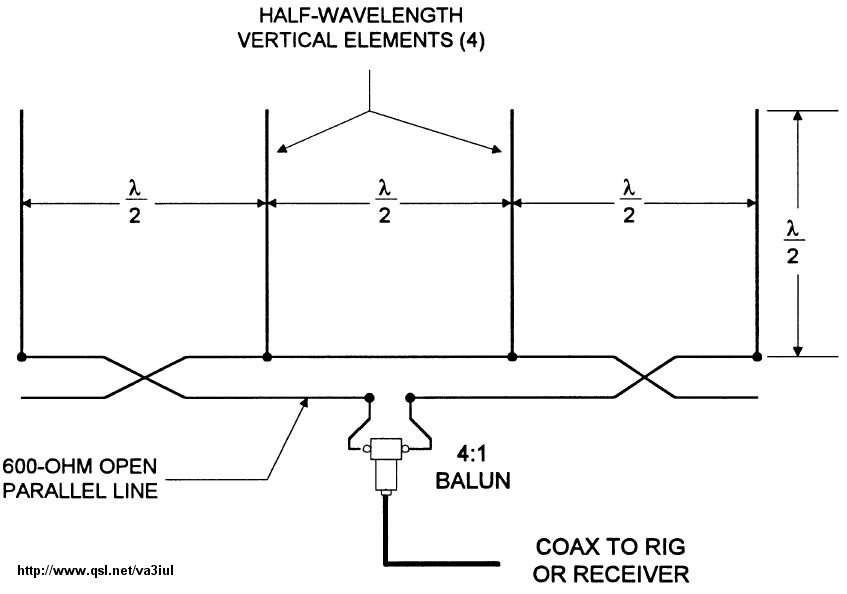 HALF-WAVELENGTH
VERTICAL ELEMENTS (4)
λ
2
λ
2
λ
2
λ
2
600-OHM OPEN
PARALLEL LINE
4:1
BALUN
COAX TO RIG
OR RECEIVER
http://www.qsl.net/va3iul